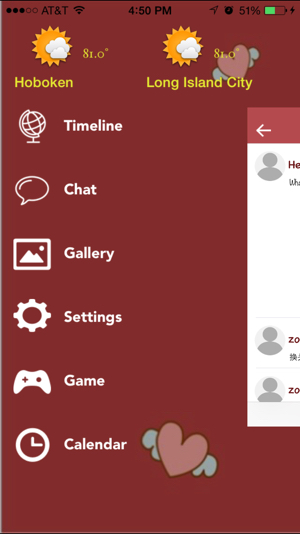 AT&T 4:50 PM 51%
81.0° 81.0°
Hoboken Long Island City
Timeline
Chat
Gallery
Settings
Game
Calendar
He
Wha
zo
换
zo